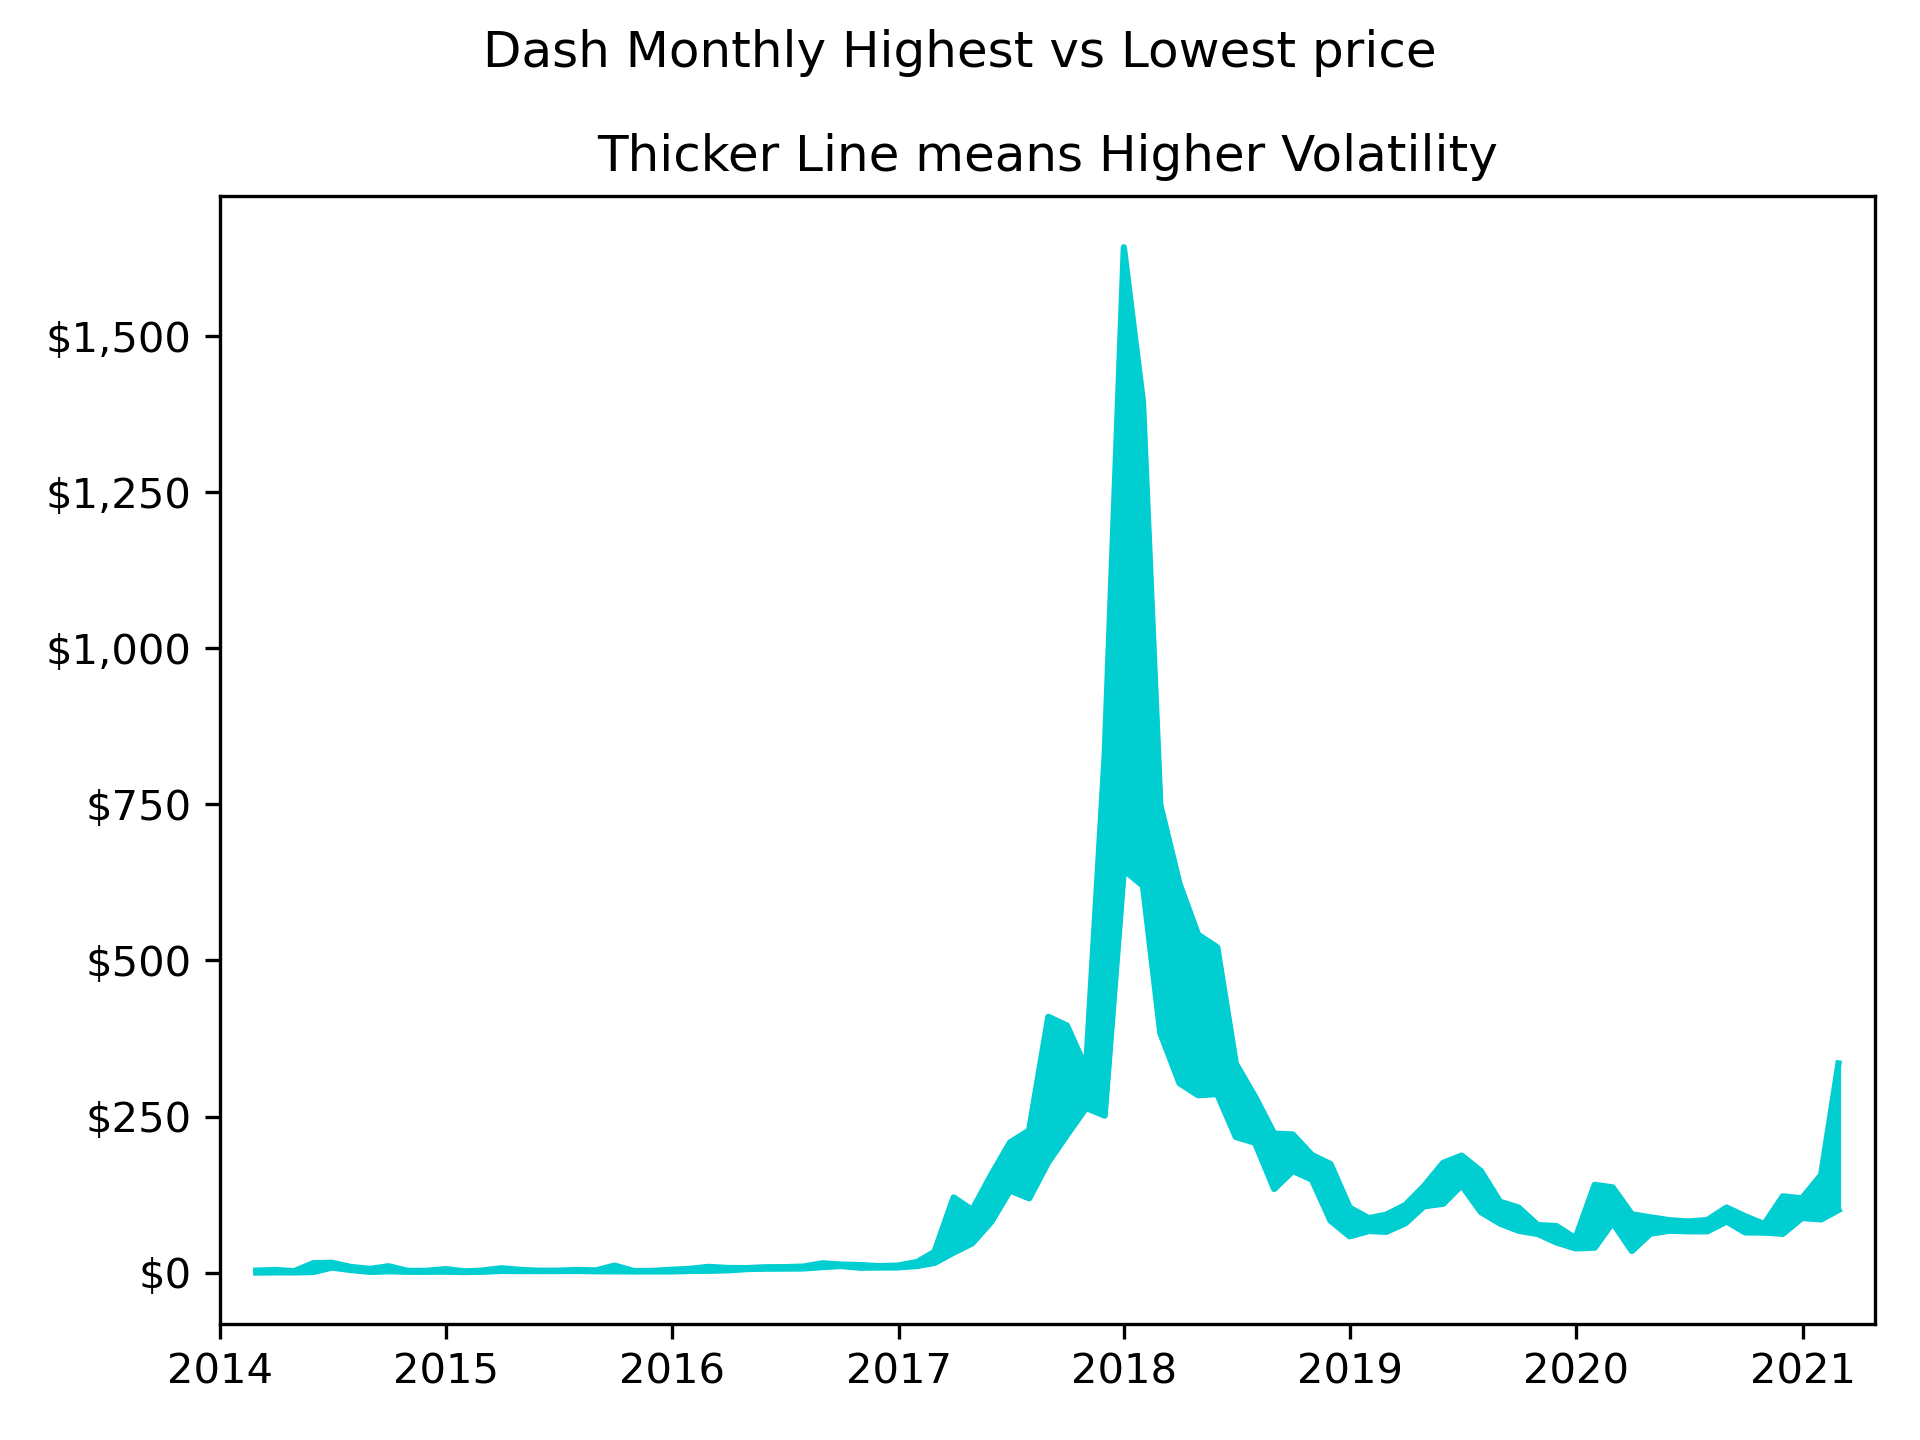 Dash Monthly Highest vs Lowest price
Thicker Line means Higher Volatility
$1,500
$1,250
$1,000
$750
$500
$250
$0
2014 2015 2016 2017 2018 2019 2020 2021